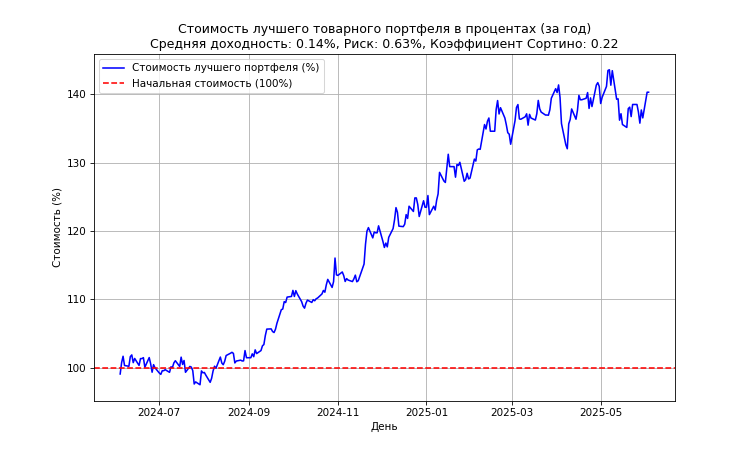 Стоимость лучшего товарного портфеля в процентах (за год)
Средняя доходность: 0.14%, Риск: 0.63%, Коэффициент Сортино: 0.22
Стоимость лучшего портфеля (%)
Начальная стоимость (100%)
Стоимость (%)
140
130
120
110
100
2024-07
2024-09
2024-11
2025-01
2025-03
2025-05
День